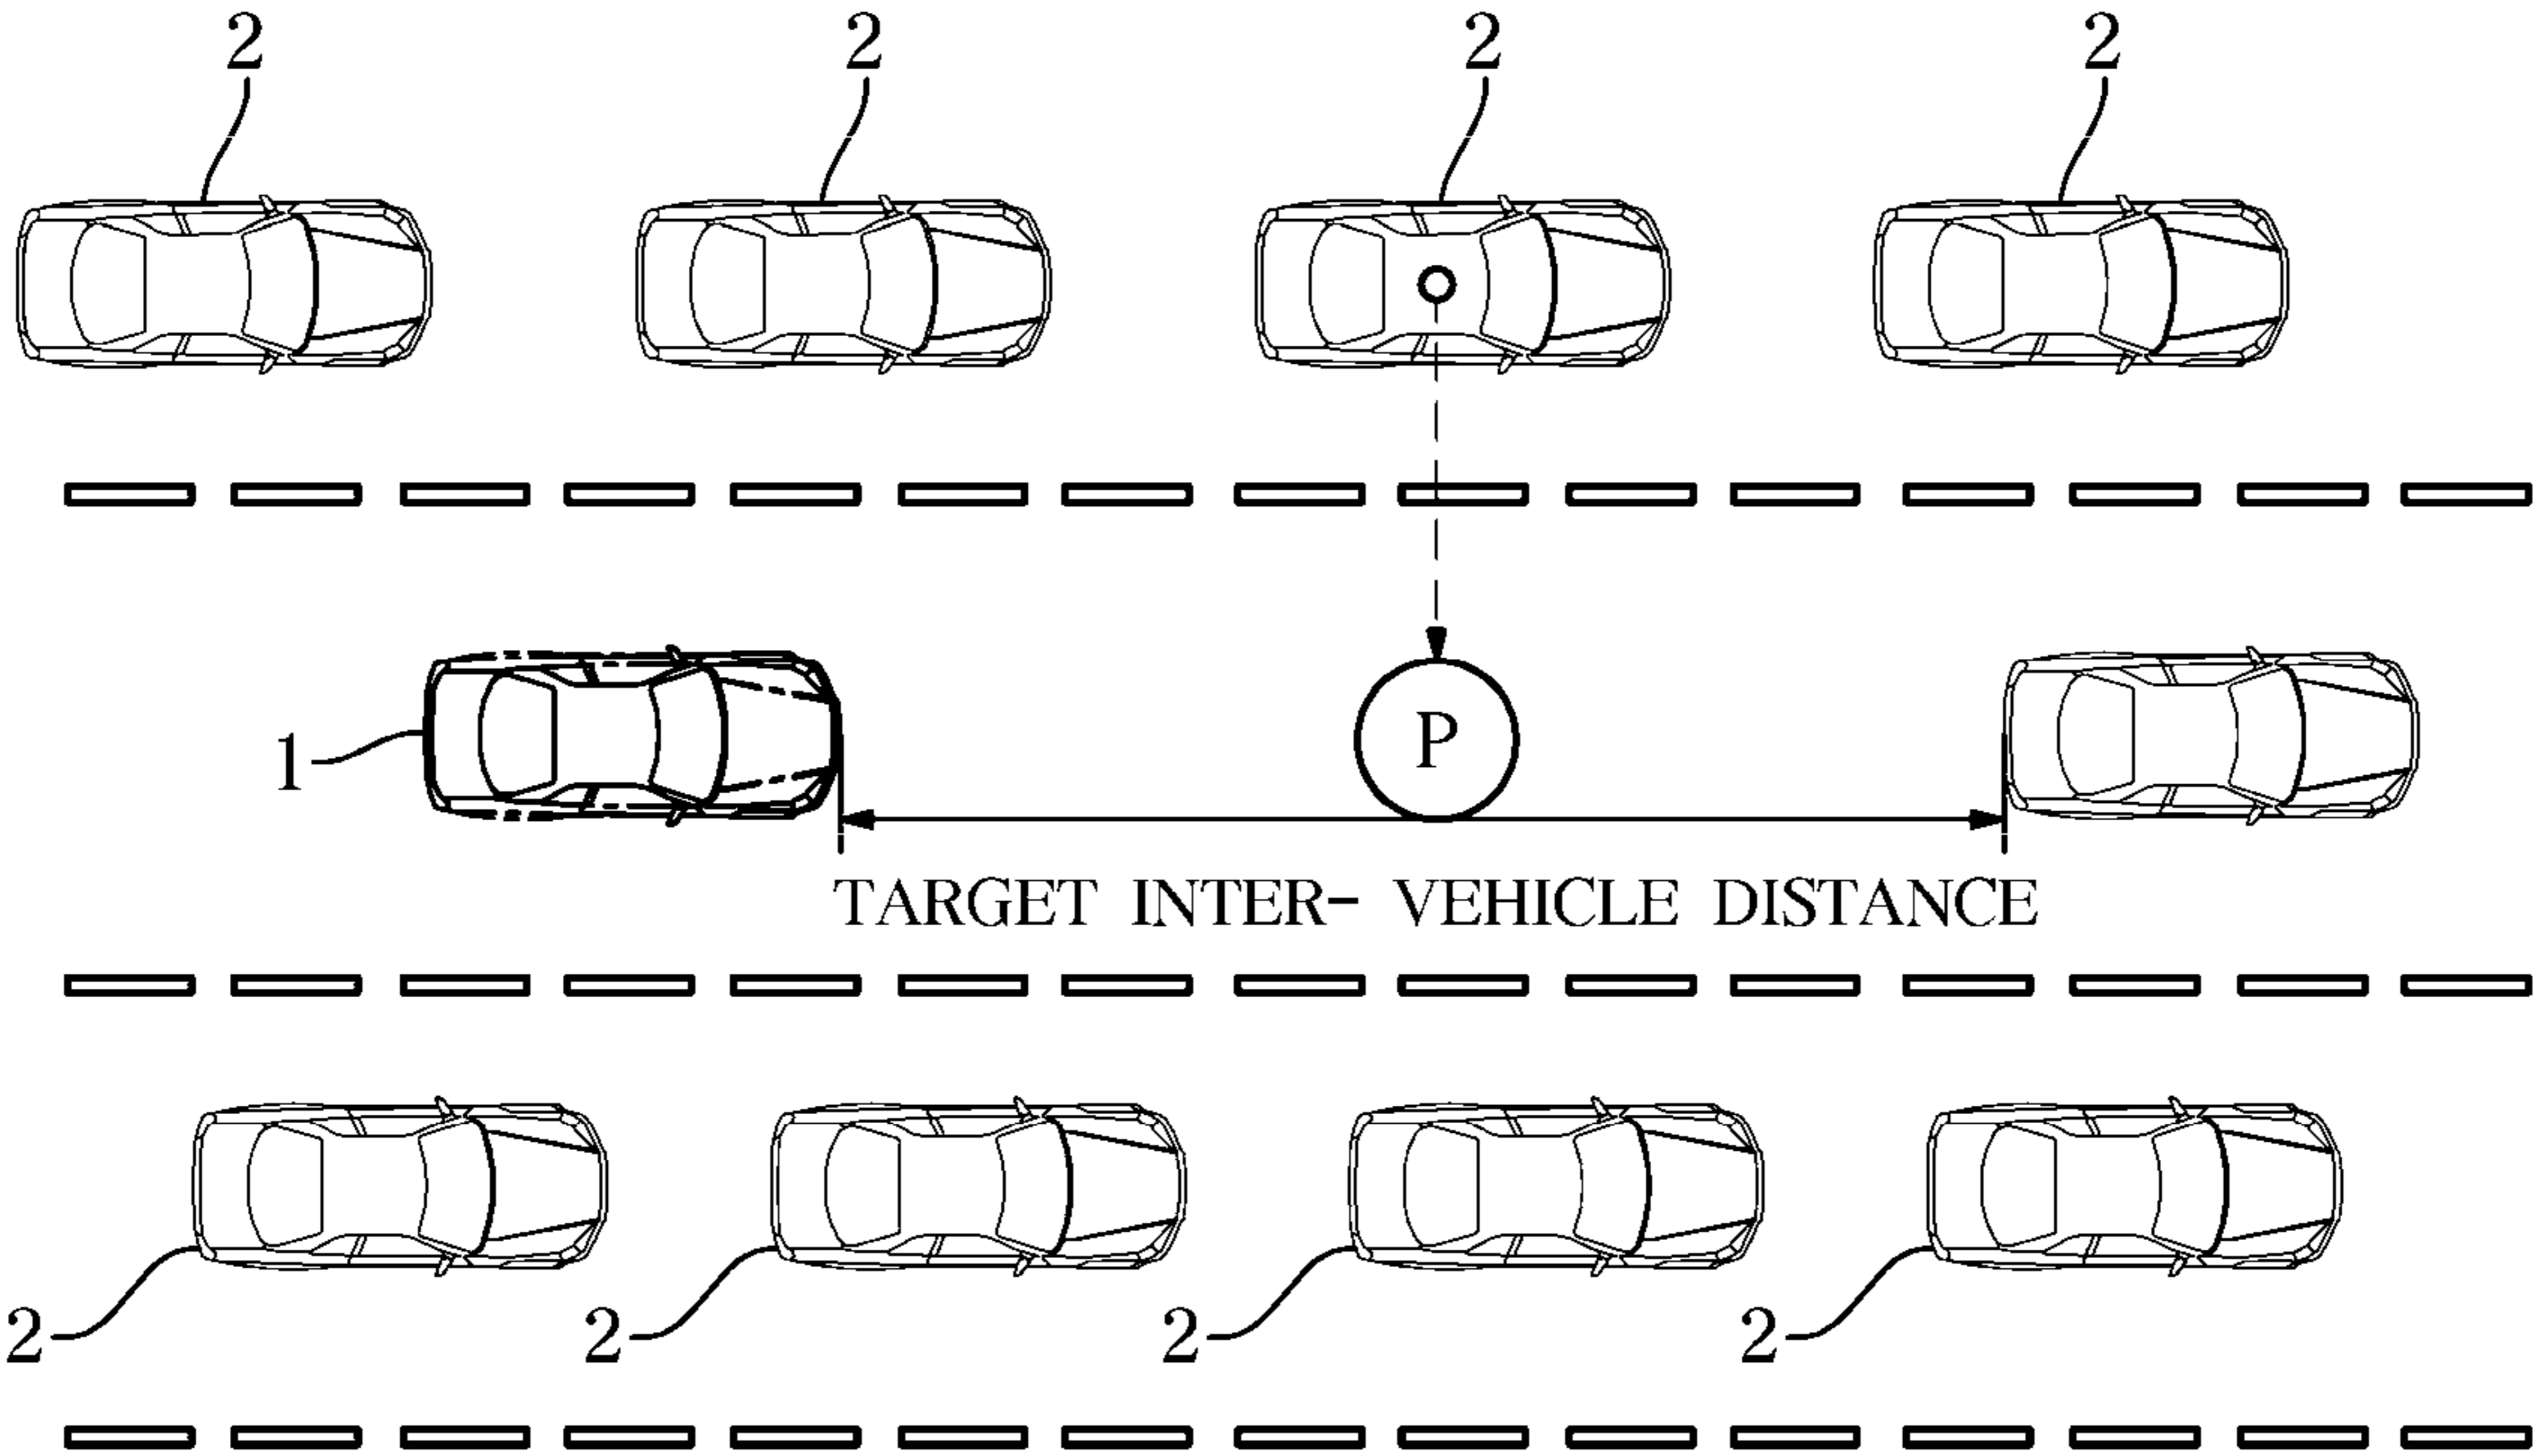 2 2 2 2
P
1
TARGET INTER- VEHICLE DISTANCE
2 2 2 2